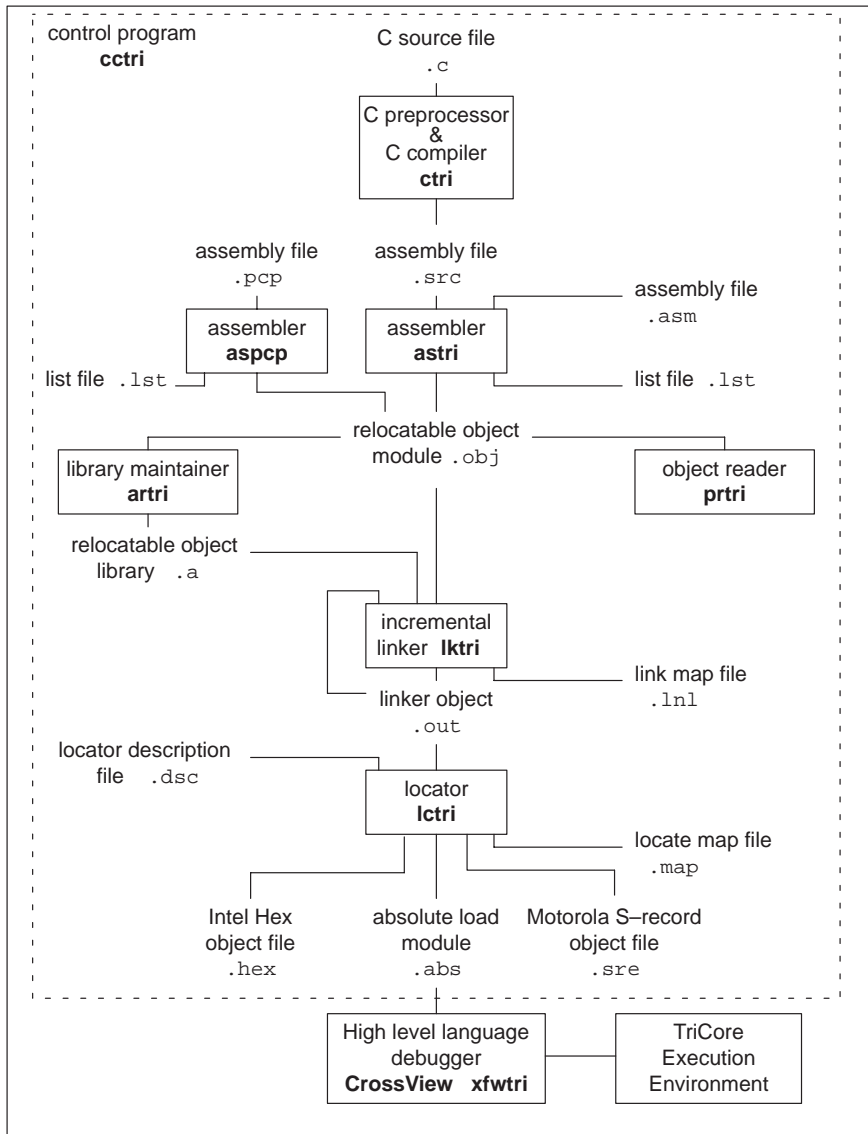 control program
cctri
C source file
.c
C preprocessor
&
C compiler
ctri
assembly file
.pcp
assembly file
.src
assembly file
.asm
assembler
aspcp
assembler
astri
list file .lst
list file .lst
relocatable object
module .obj
library maintainer
artri
object reader
prtri
relocatable object
library .a
incremental
linker lktri
link map file
.lnl
linker object
.out
locator description
file .dsc
locator
lctri
locate map file
.map
Intel Hex
object file
.hex
absolute load
module
.abs
Motorola S–record
object file
.sre
High level language
debugger
CrossView xfwtri
TriCore
Execution
Environment